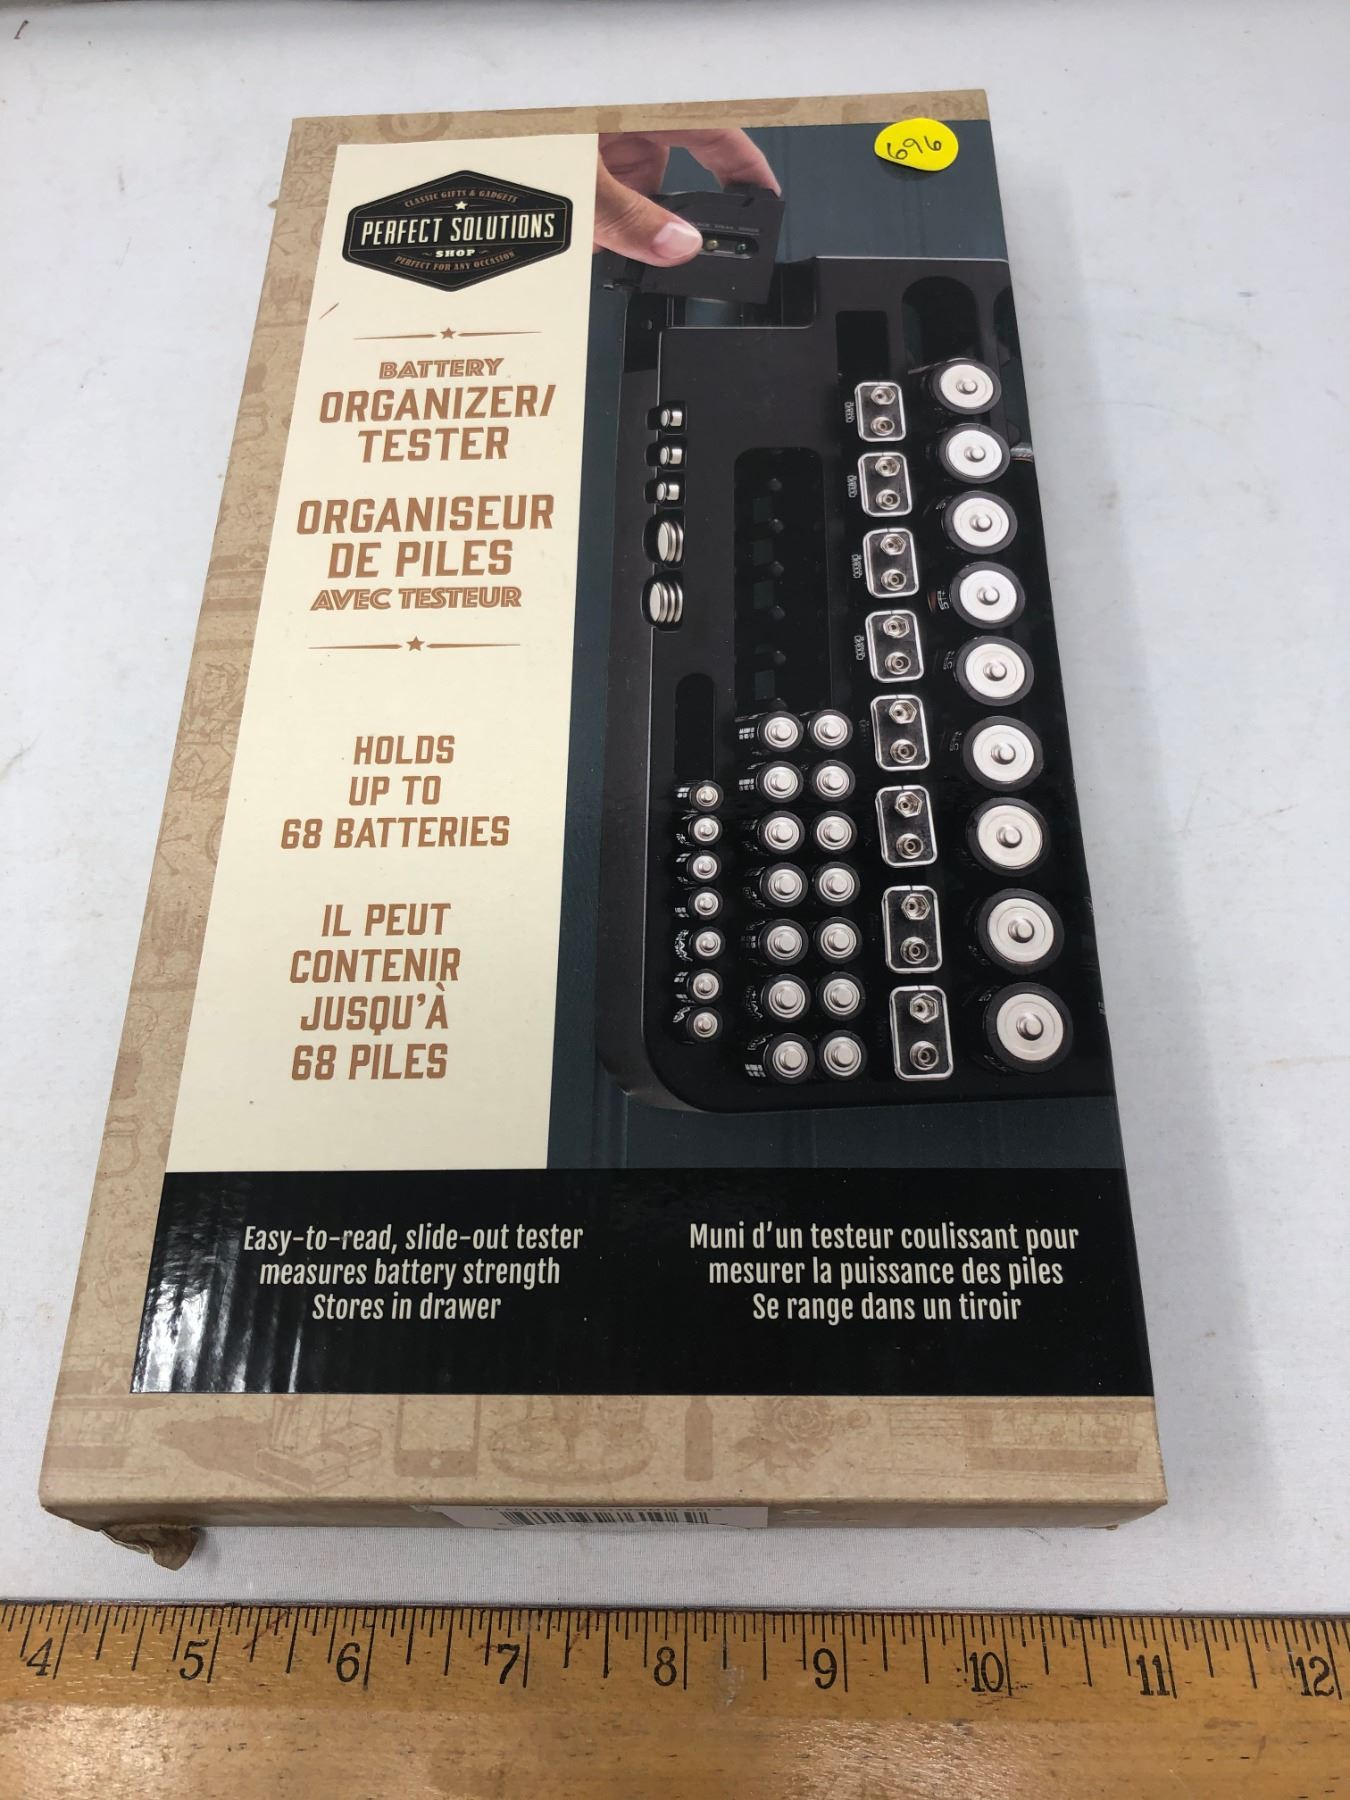 696
CLASSIC GIFTS & GADGETS
PERFECT SOLUTIONS
SHOP
PERFECT FOR ANY OCCASION
BATTERY
ORGANIZER/
TESTER
ORGANISEUR
DE PILES
AVEC TESTEUR
HOLDS
UP TO
68 BATTERIES
IL PEUT
CONTENIR
JUSQU'À
68 PILES
Easy-to-read, slide-out tester
measures battery strength
Stores in drawer
Muni d'un testeur coulissant pour
mesurer la puissance des piles
Se range dans un tiroir
4 5 6 7 8 9 10 11 12